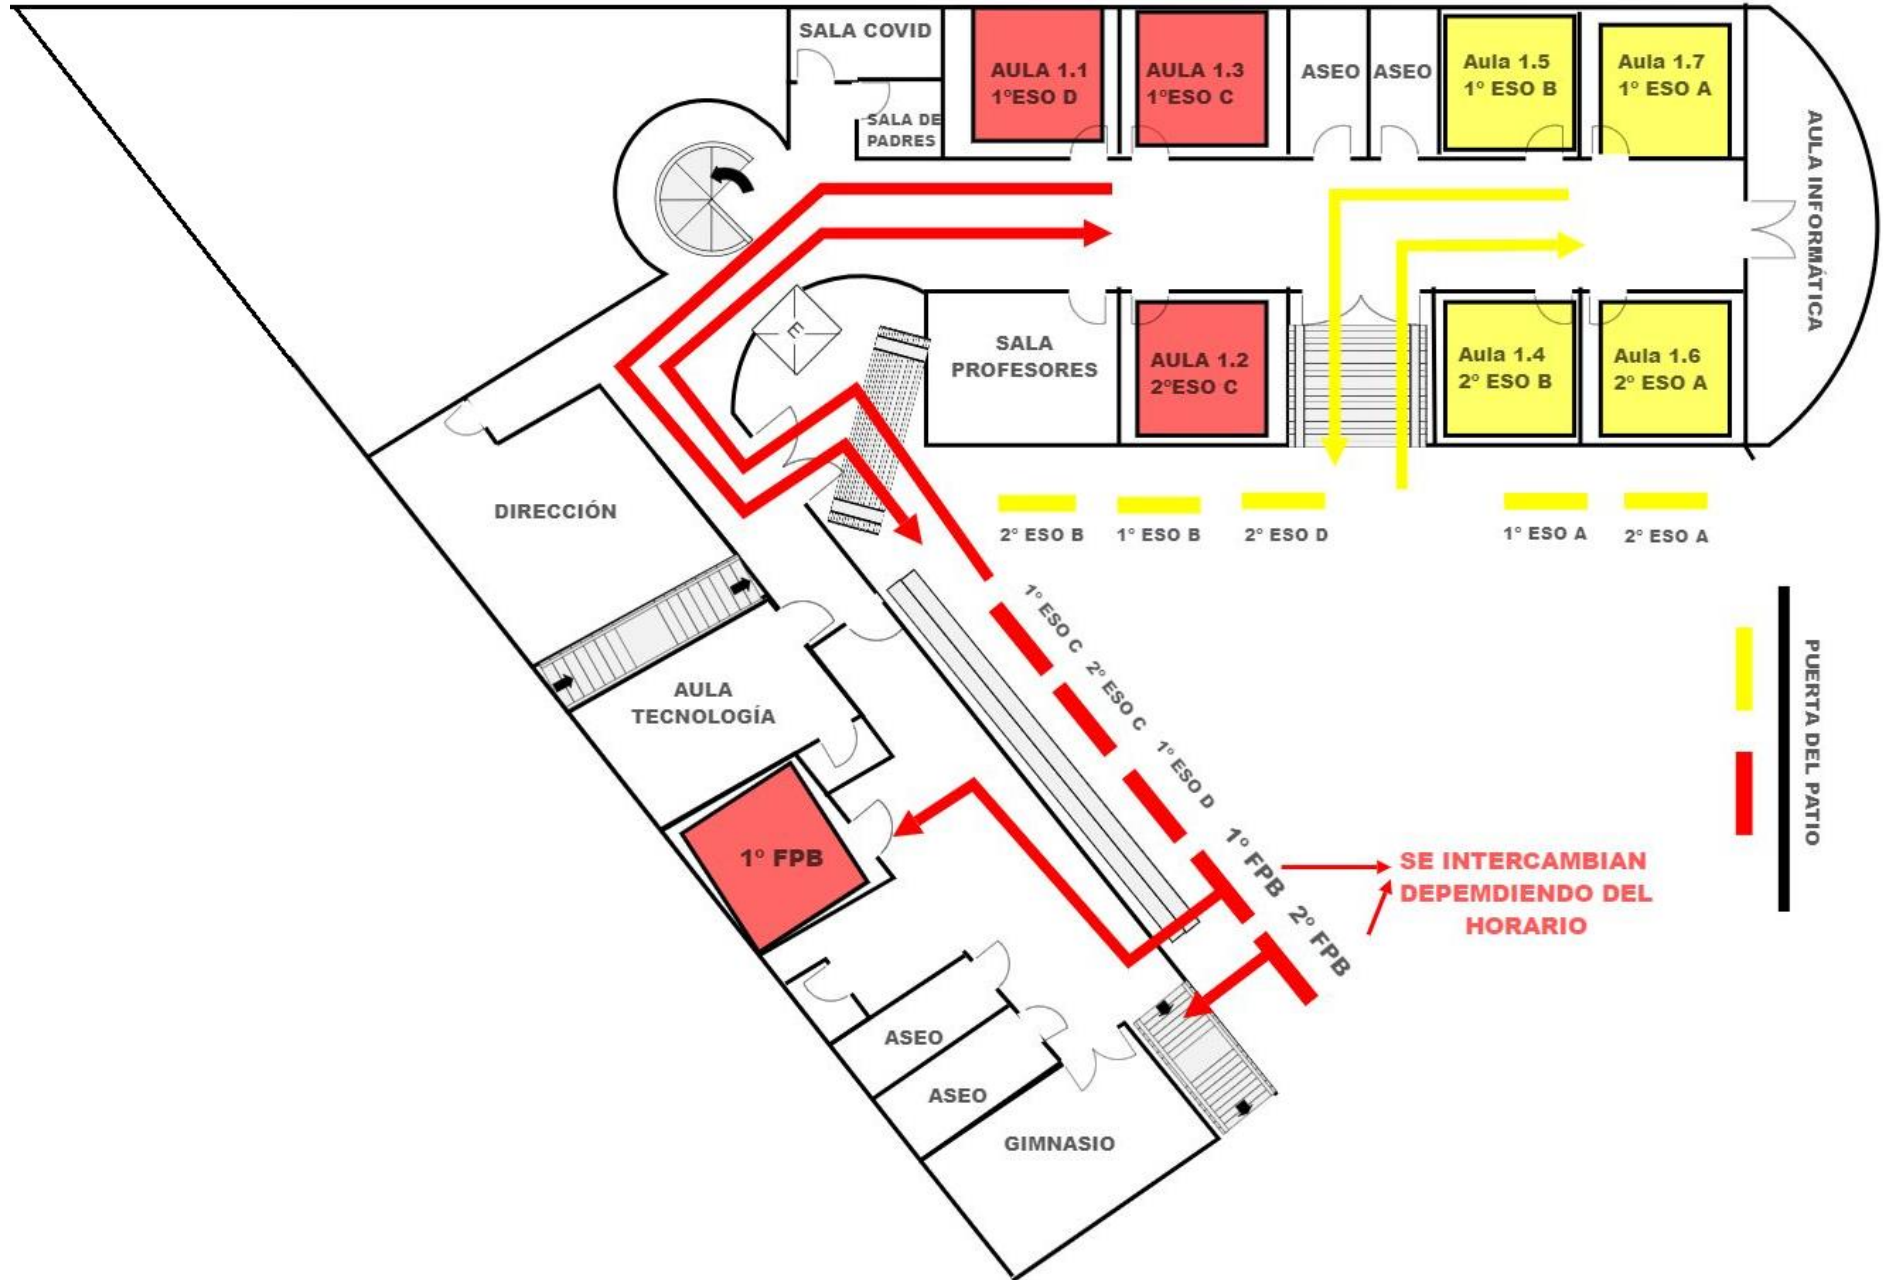 SALA COVID
AULA 1.1
1ºESO D
AULA 1.3
1ºESO C
ASEO
ASEO
Aula 1.5
1º ESO B
Aula 1.7
1º ESO A
SALA DE
PADRES
AULA INFORMÁTICA
E
SALA
PROFESORES
AULA 1.2
2ºESO C
Aula 1.4
2º ESO B
Aula 1.6
2º ESO A
DIRECCIÓN
2º ESO B
1º ESO B
2º ESO D
1º ESO A
2º ESO A
1º ESO C
2º ESO C
1º ESO D
1º FPB
2º FPB
AULA
TECNOLOGÍA
PUERTA DEL PATIO
1º FPB
SE INTERCAMBIAN
DEPEMDIENDO DEL
HORARIO
ASEO
ASEO
GIMNASIO